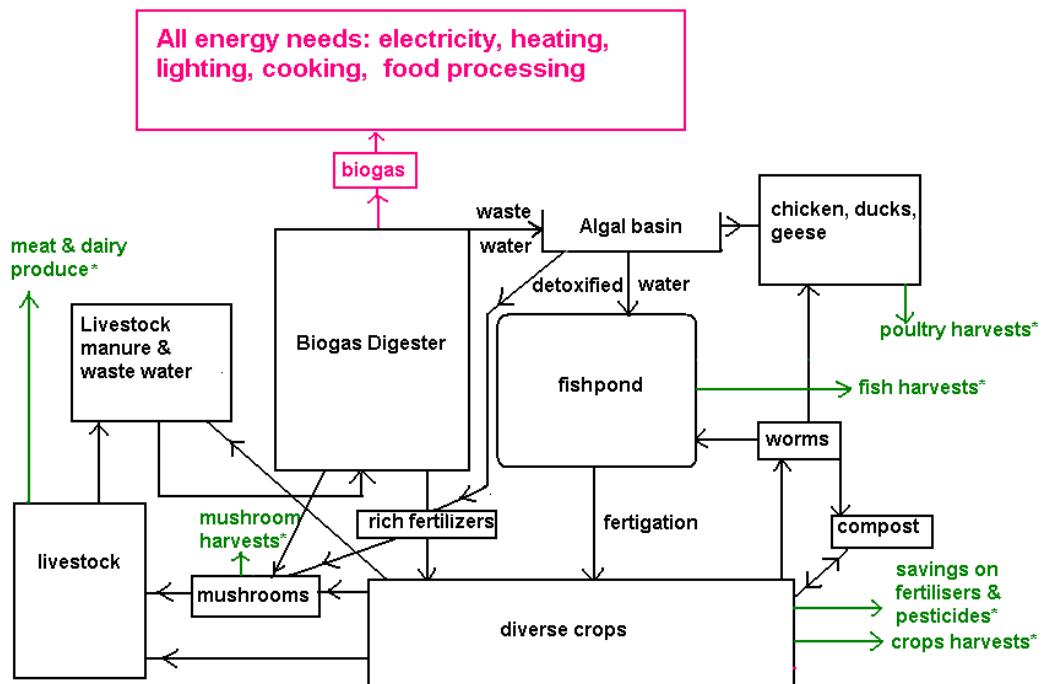 All energy needs: electricity, heating,
lighting, cooking, food processing
biogas
waste
water
Algal basin
chicken, ducks,
geese
meat & dairy
produce*
detoxified
water
Livestock
manure &
waste water
Biogas Digester
poultry harvests*
fishpond
fish harvests*
worms
mushroom
harvests*
rich fertilizers
fertigation
compost
livestock
mushrooms
savings on
fertilisers &
pesticides*
diverse crops
crops harvests*